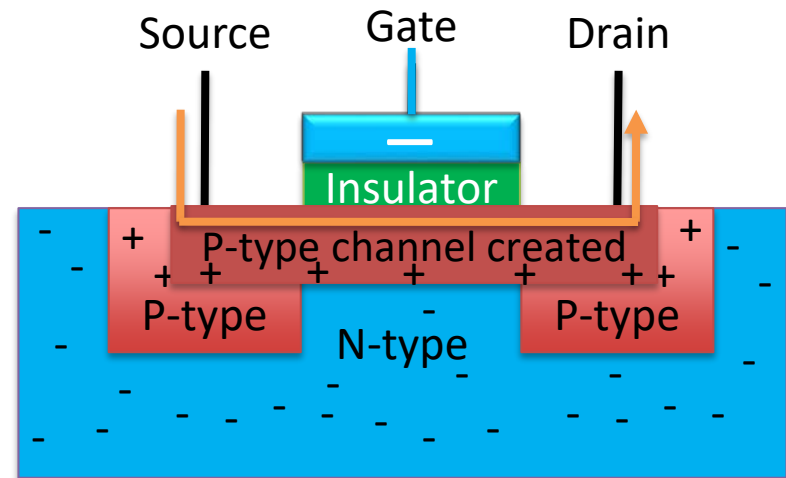 Source Gate Drain
Insulator
P-type channel created
P-type N-type P-type